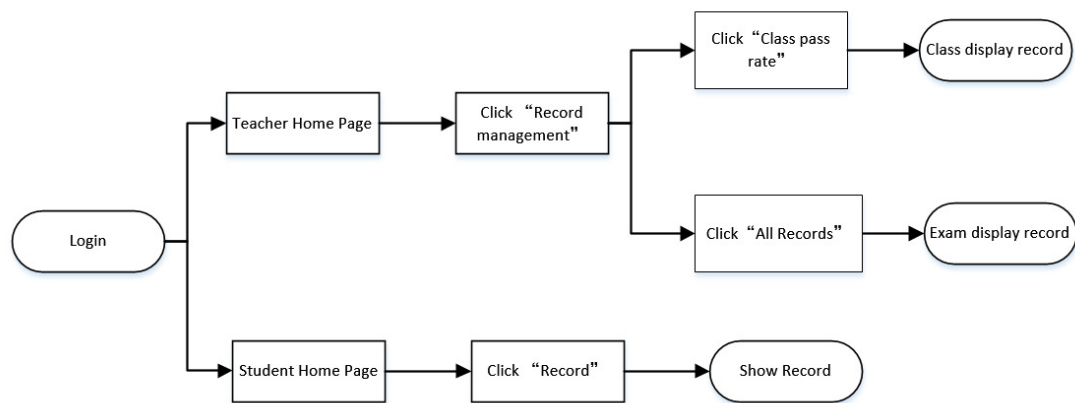 Click“Class pass
rate”
Class display record
Teacher Home Page
Click “Record
management”
Login
Click“All Records”
Exam display record
Student Home Page
Click “Record”
Show Record